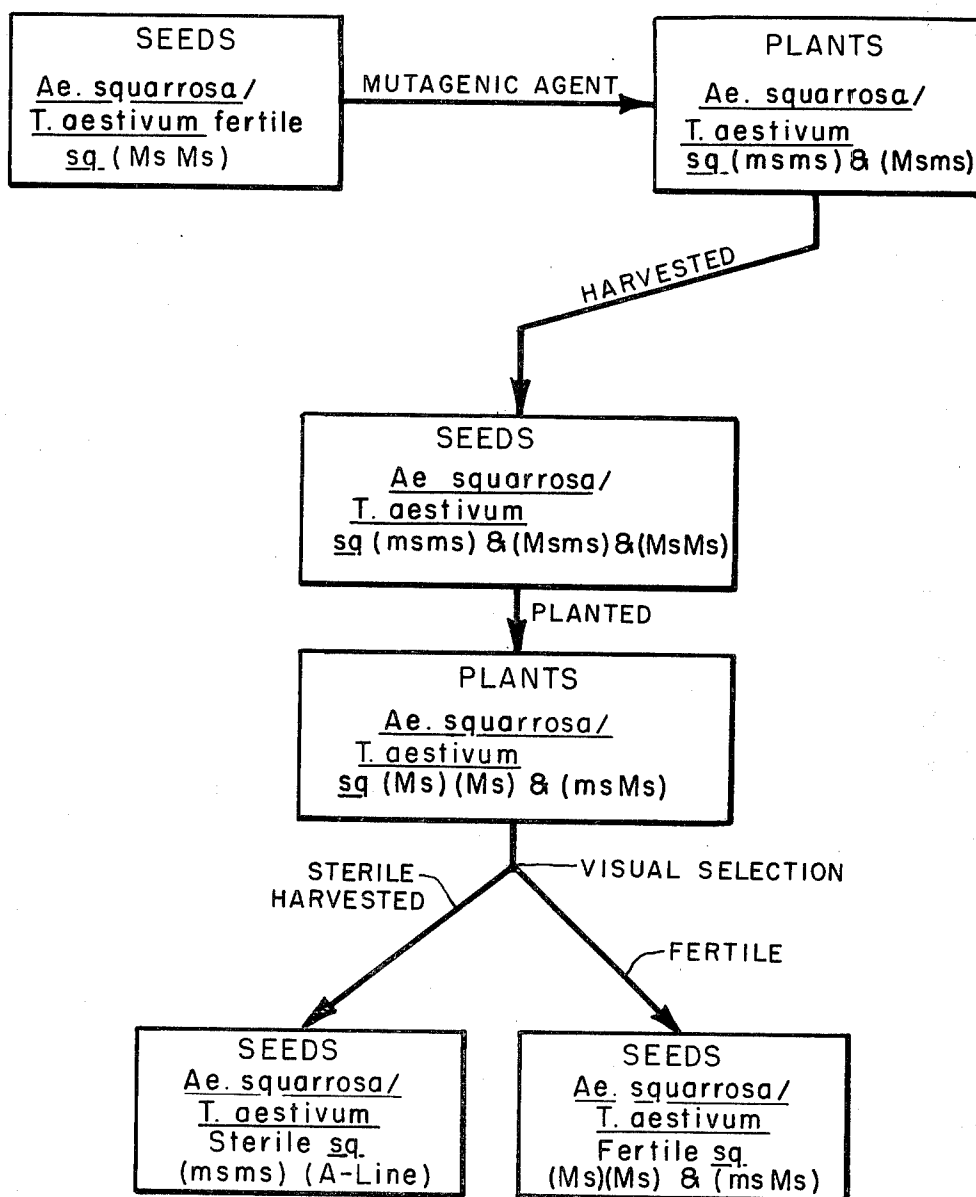 SEEDS
Ae. squarrosa/
T. aestivum fertile
sq (Ms Ms)
MUTAGENIC AGENT
PLANTS
Ae. squarrosa/
T. aestivum
sq (msms) & (Msms)
HARVESTED
SEEDS
Ae squarrosa/
T. aestivum
sq (msms) & (Msms) & (MsMs)
PLANTED
PLANTS
Ae. squarrosa/
T. aestivum
sq (Ms) (Ms) & (msMs)
STERILE
HARVESTED
VISUAL SELECTION
FERTILE
SEEDS
Ae. squarrosa/
T. aestivum
Sterile sq
(msms) (A-Line)
SEEDS
Ae. squarrosa/
T. aestivum
Fertile sq
(Ms)(Ms) & (msMs)